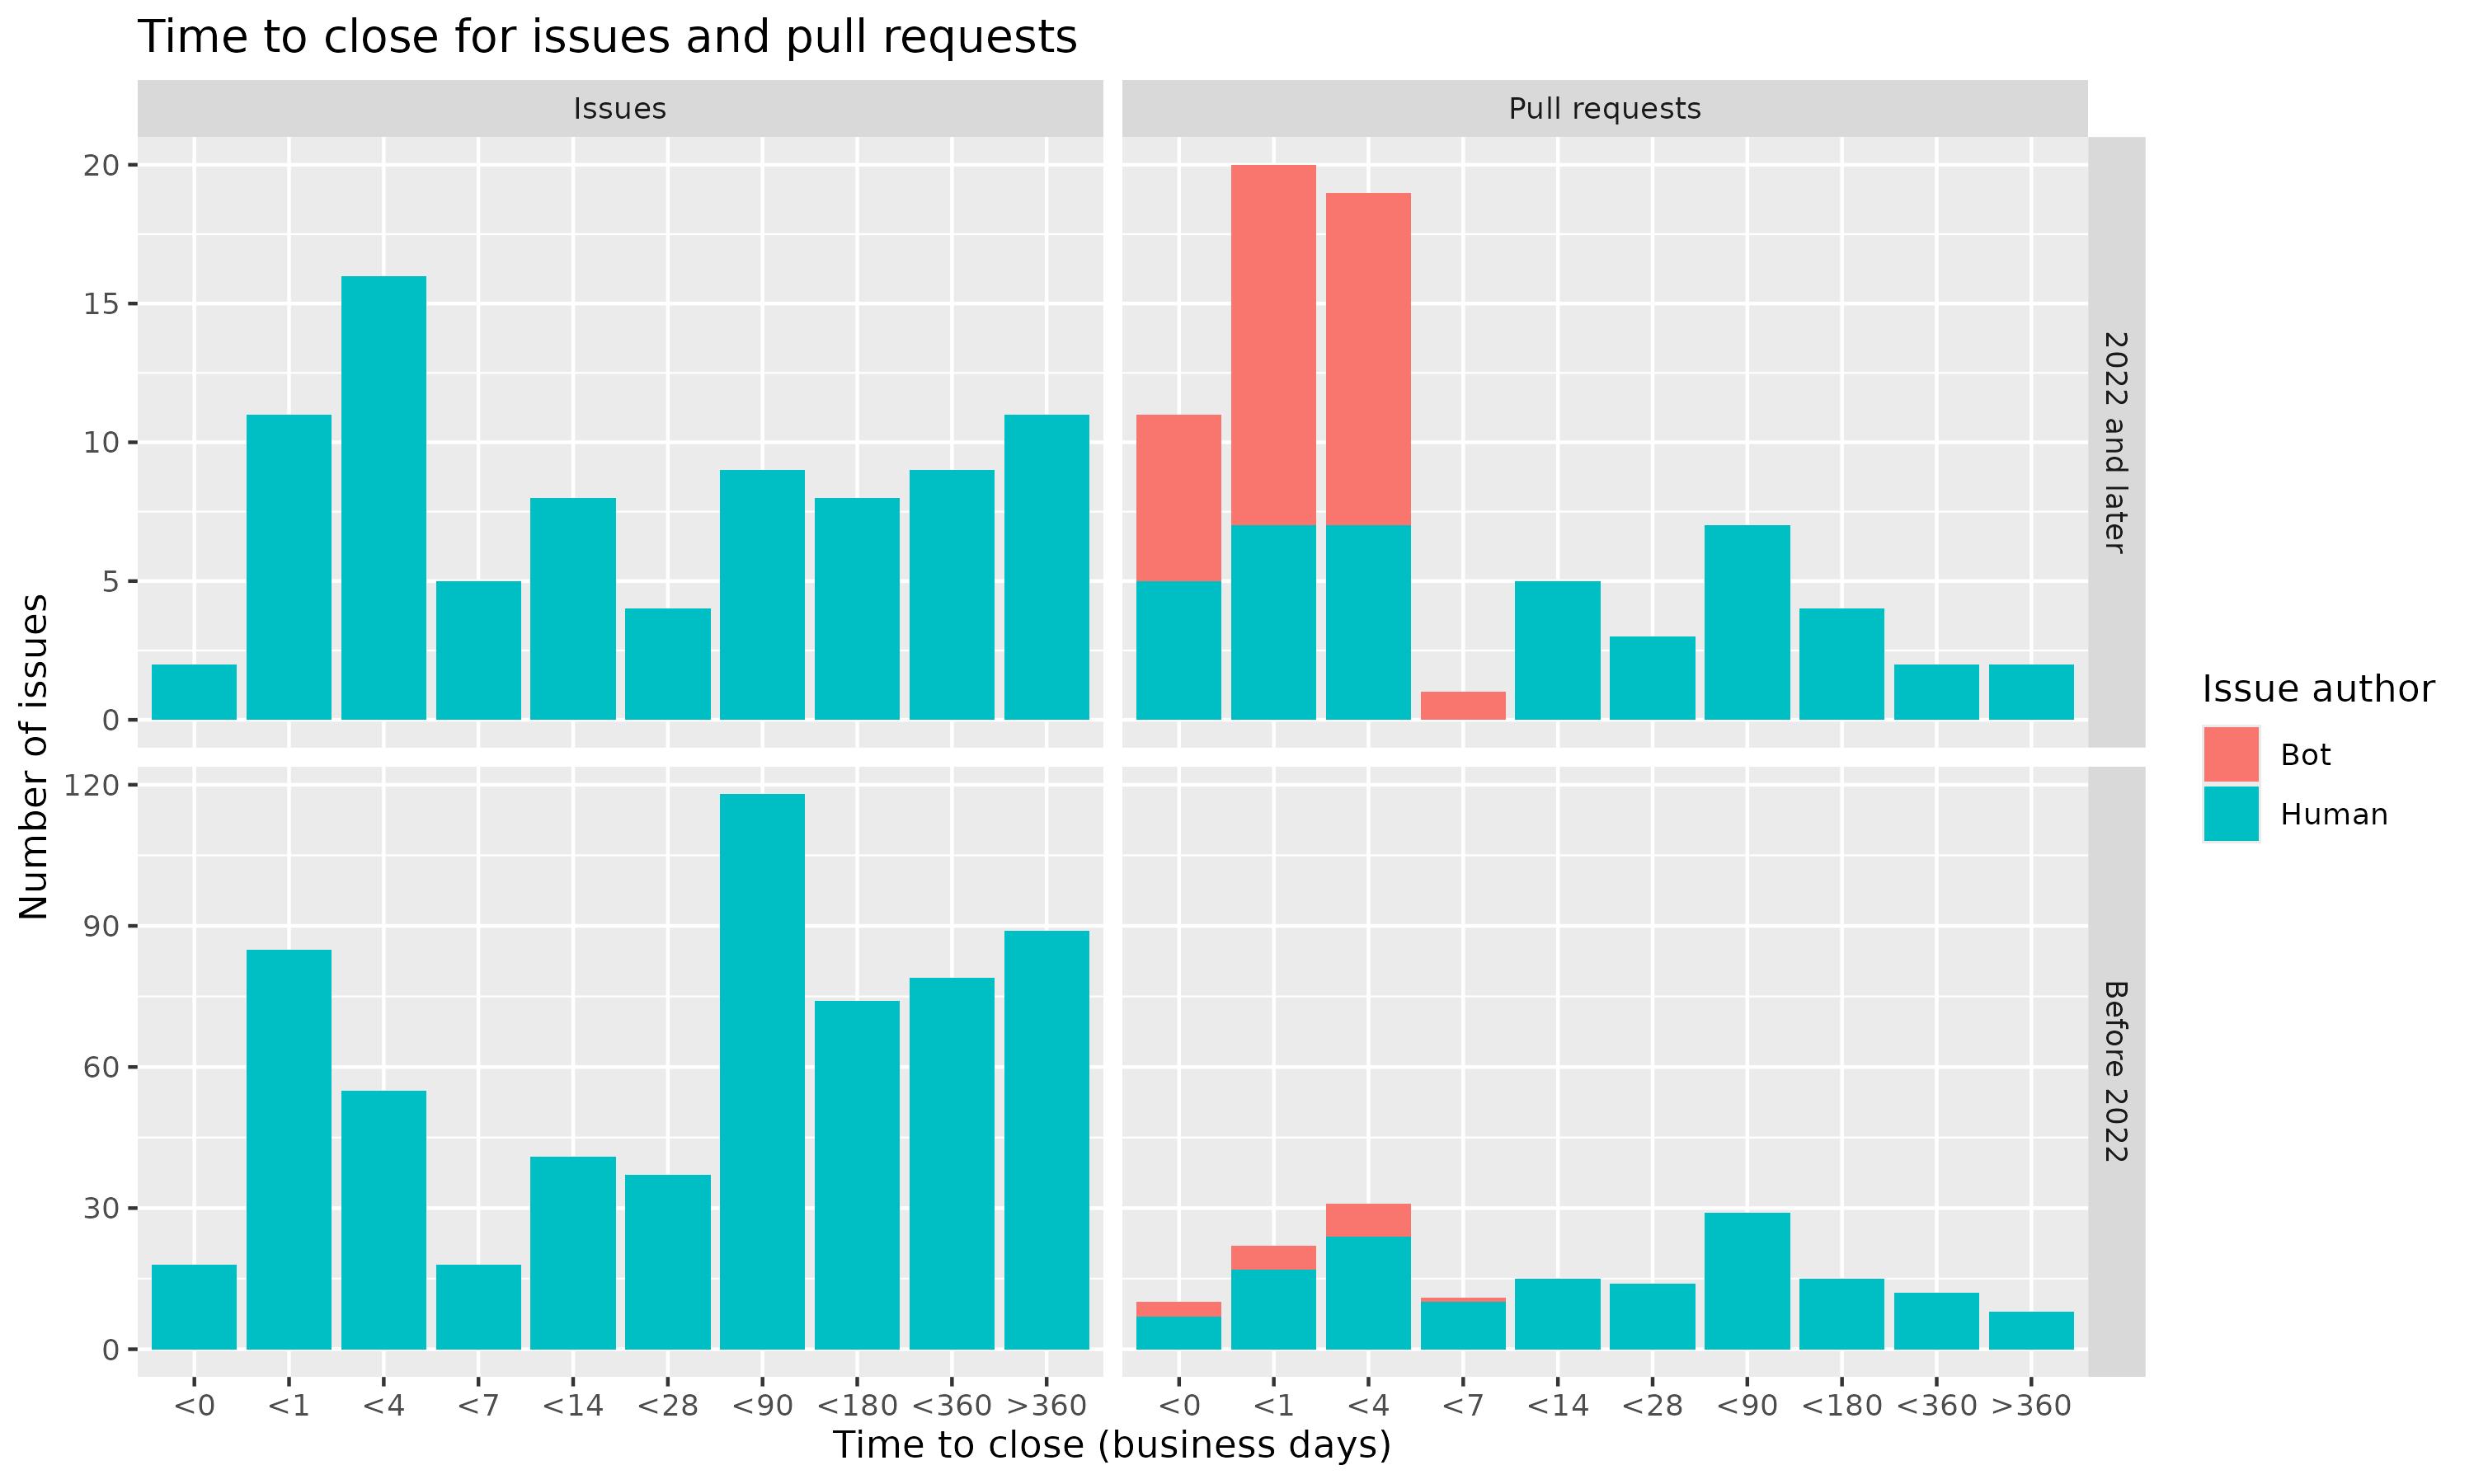 Time to close for issues and pull requests
Issues
Pull requests
20
15
10
5
0
2022 and later
120
90
60
30
0
Before 2022
Number of issues
<0 <1 <4 <7 <14 <28 <90 <180 <360 >360
<0 <1 <4 <7 <14 <28 <90 <180 <360 >360
Time to close (business days)
Issue author
Bot
Human